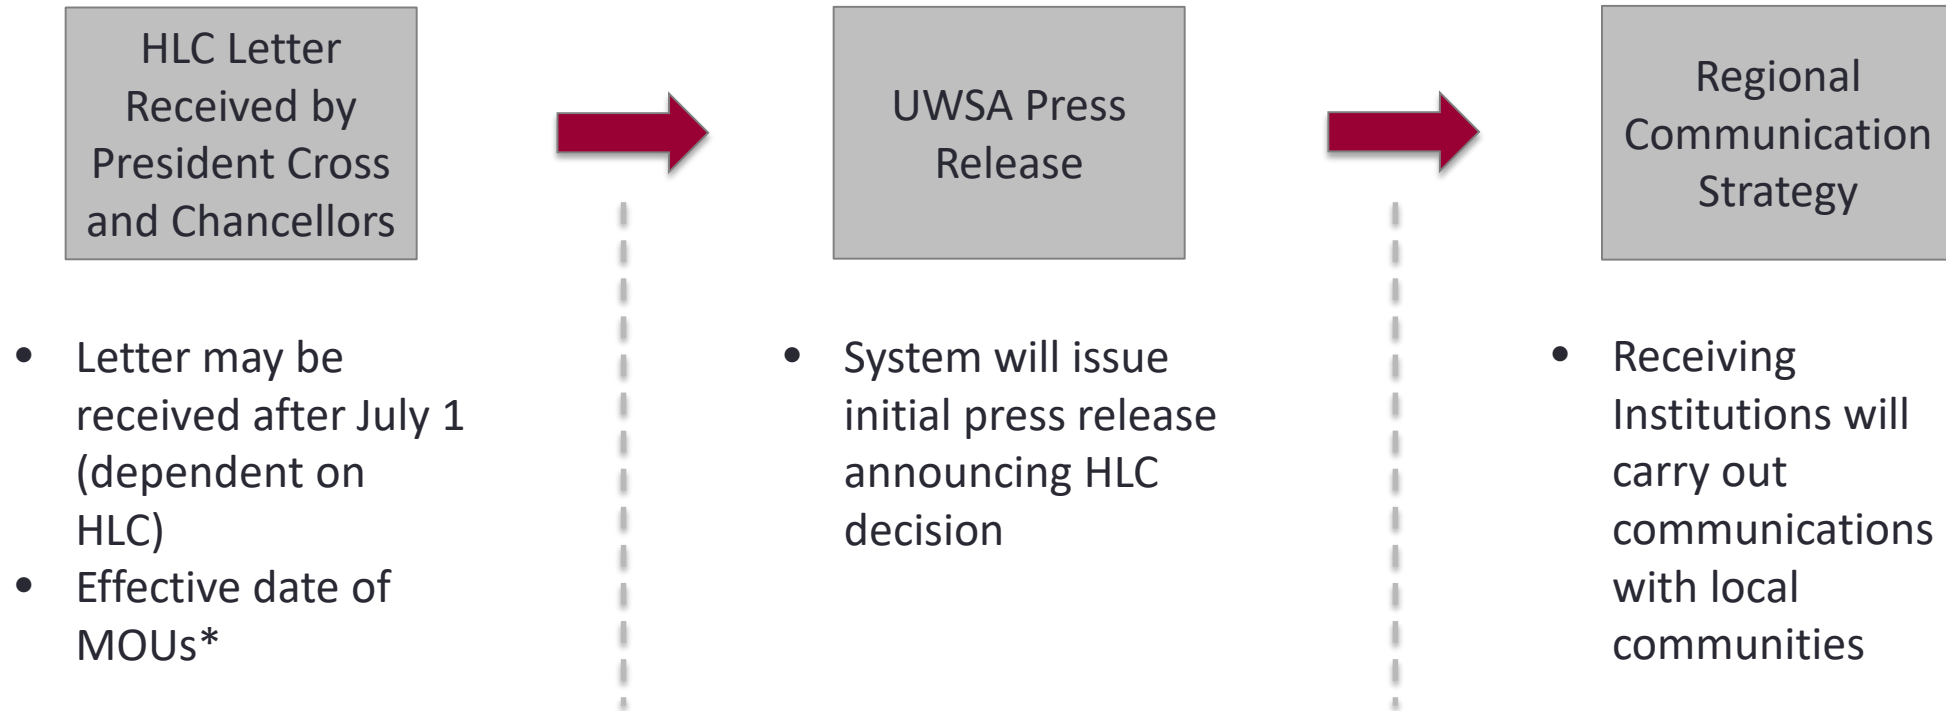 HLC Letter
Received by
President Cross
and Chancellors
UWSA Press
Release
Regional
Communication
Strategy
• Letter may be
received after July 1
(dependent on
HLC)
• Effective date of
MOUs*
• System will issue
initial press release
announcing HLC
decision
• Receiving
Institutions will
carry out
communications
with local
communities